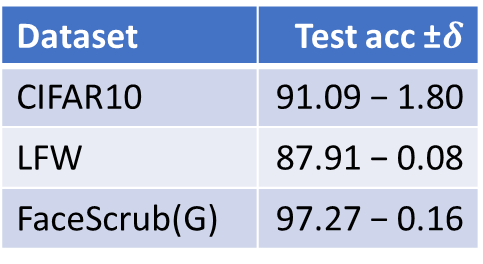 Dataset Test acc ±δ
CIFAR10 91.09 − 1.80
LFW 87.91 − 0.08
FaceScrub(G) 97.27 − 0.16